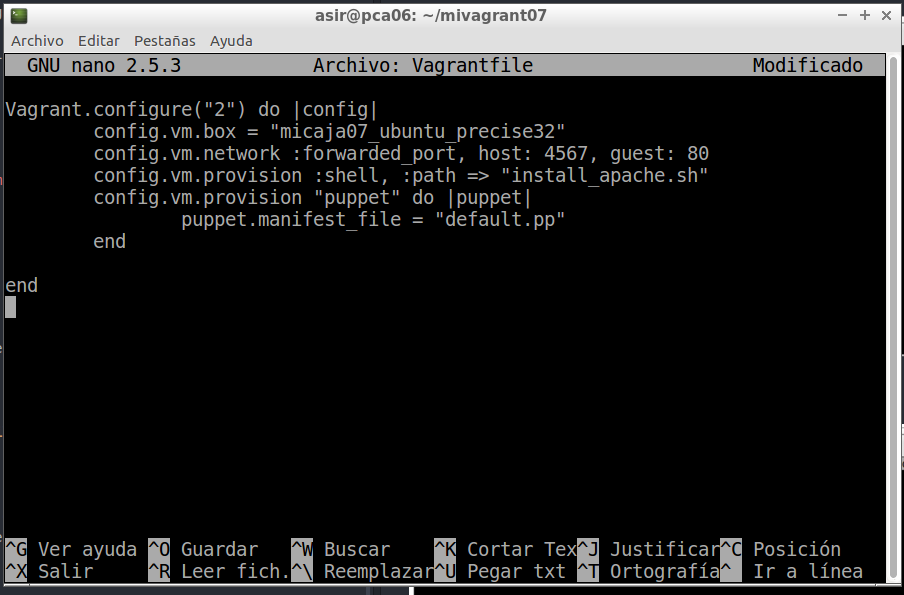 asir@pca06: ~/mivagrant07
Archivo Editar Pestañas Ayuda
GNU nano 2.5.3 Archivo: Vagrantfile Modificado
Vagrant.configure("2") do |config|
config.vm.box = "micaja07_ubuntu_precise32"
config.vm.network :forwarded_port, host: 4567, guest: 80
config.vm.provision :shell, :path => "install_apache.sh"
config.vm.provision "puppet" do |puppet|
puppet.manifest_file = "default.pp"
end
end
^G Ver ayuda ^O Guardar ^W Buscar ^K Cortar Tex^J Justificar^C Posición
^X Salir ^R Leer fich.^\ Reemplazar^U Pegar txt ^T Ortografía^_ Ir a línea